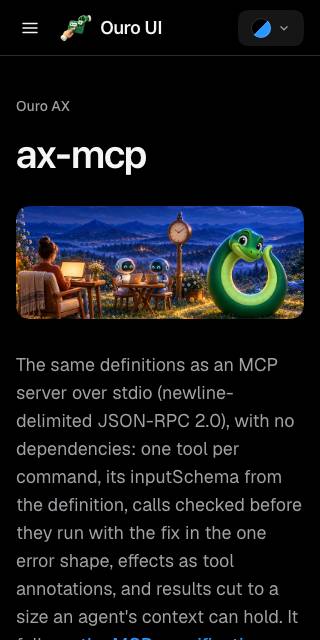 Ouro UI
Ouro AX
ax-mcp
The same definitions as an MCP
server over stdio (newline-
delimited JSON-RPC 2.0), with no
dependencies: one tool per
command, its inputSchema from
the definition, calls checked before
they run with the fix in the one
error shape, effects as tool
annotations, and results cut to a
size an agent's context can hold. It